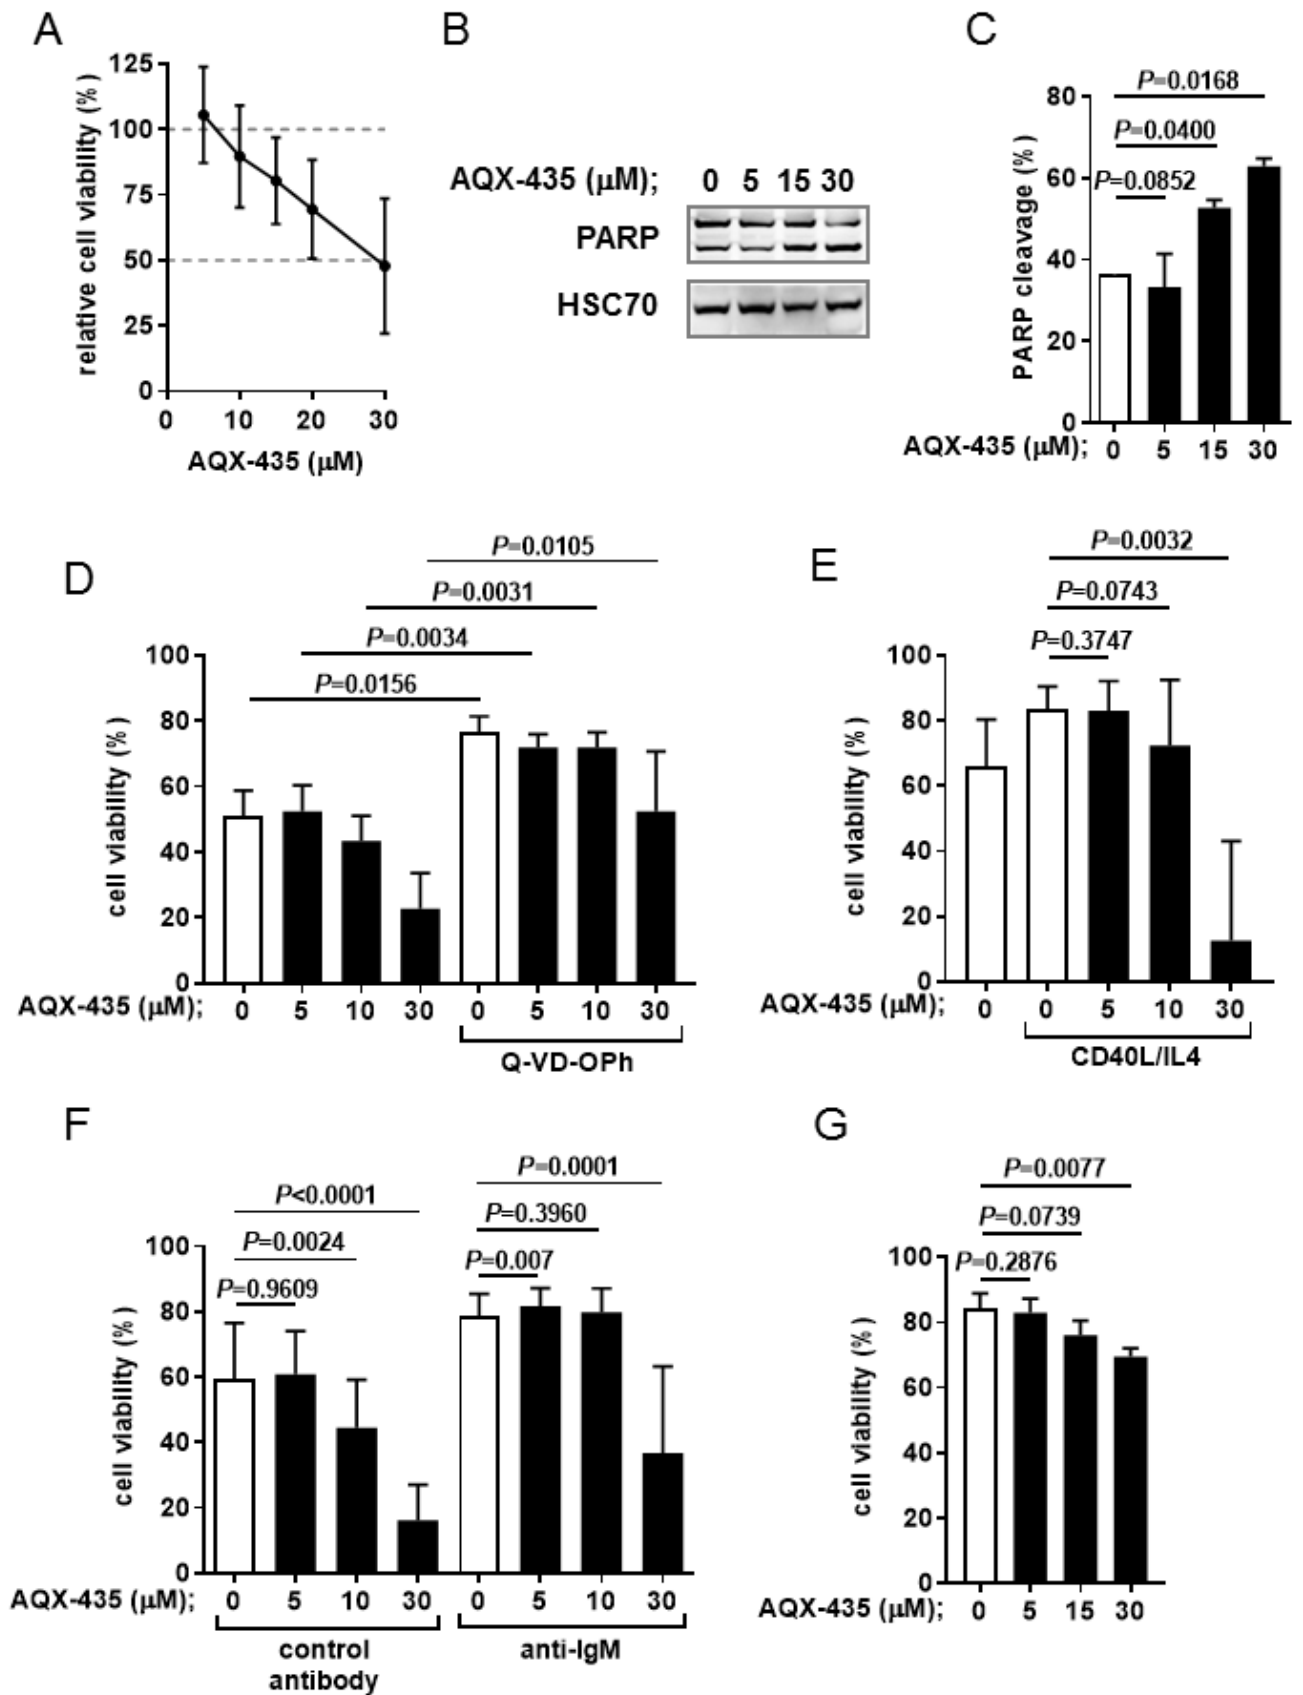 A
relative cell viability (%)
125
100
75
50
25
0
0 10 20 30
AQX-435 (μM)
B
AQX-435 (μM); 0 5 15 30
PARP
HSC70
C
P=0.0168
P=0.0400
P=0.0852
PARP cleavage (%)
80
60
40
20
0
AQX-435 (μM); 0 5 15 30
D
P=0.0105
P=0.0031
P=0.0034
P=0.0156
cell viability (%)
100
80
60
40
20
0
AQX-435 (μM); 0 5 10 30 0 5 10 30
Q-VD-OPh
E
P=0.0032
P=0.0743
P=0.3747
cell viability (%)
100
80
60
40
20
0
AQX-435 (μM); 0 0 5 10 30
CD40L/IL4
F
P<0.0001
P=0.0024
P=0.9609
P=0.0001
P=0.3960
P=0.007
cell viability (%)
100
80
60
40
20
0
AQX-435 (μM); 0 5 10 30 0 5 10 30
control
antibody
anti-IgM
G
P=0.0077
P=0.0739
P=0.2876
cell viability (%)
100
80
60
40
20
0
AQX-435 (μM); 0 5 15 30